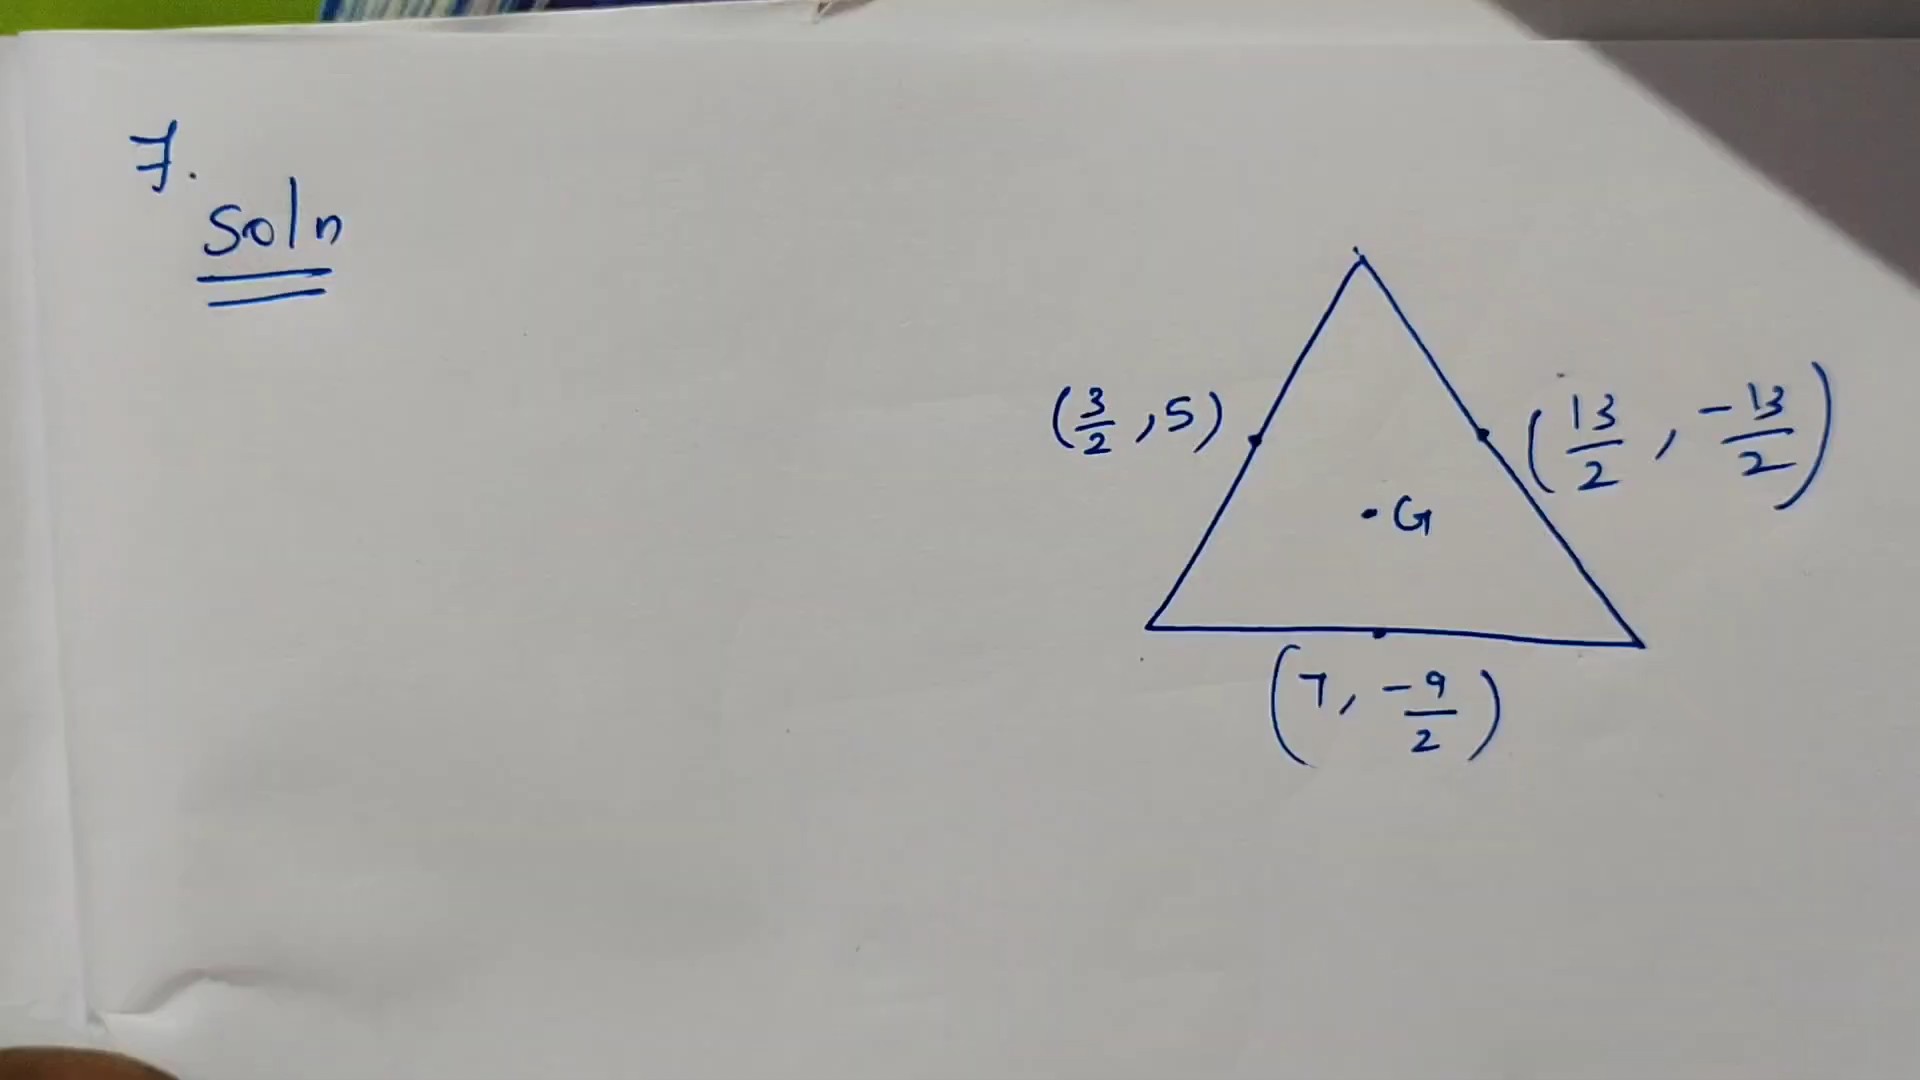 7.
Soln
(3/2, 5)
(13/2, -13/2)
G
(7, -9/2)